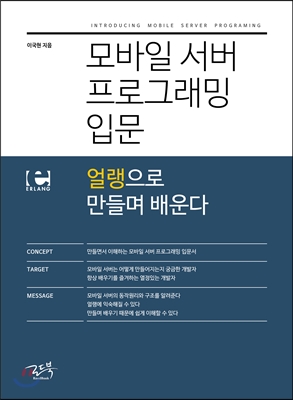 INTRODUCING MOBILE SERVER PROGRAMING
이국현 지음
모바일 서버
프로그래밍
입문
ERLANG
얼랭으로
만들며 배운다
CONCEPT
만들면서 이해하는 모바일 서버 프로그래밍 입문서
TARGET
모바일 서버는 어떻게 만들어지는지 궁금한 개발자
항상 배우기를 즐겨하는 열정있는 개발자
MESSAGE
모바일 서버의 동작원리와 구조를 알려준다
얼랭에 익숙해질 수 있다
만들며 배우기 때문에 쉽게 이해할 수 있다
로드북
Roadbook